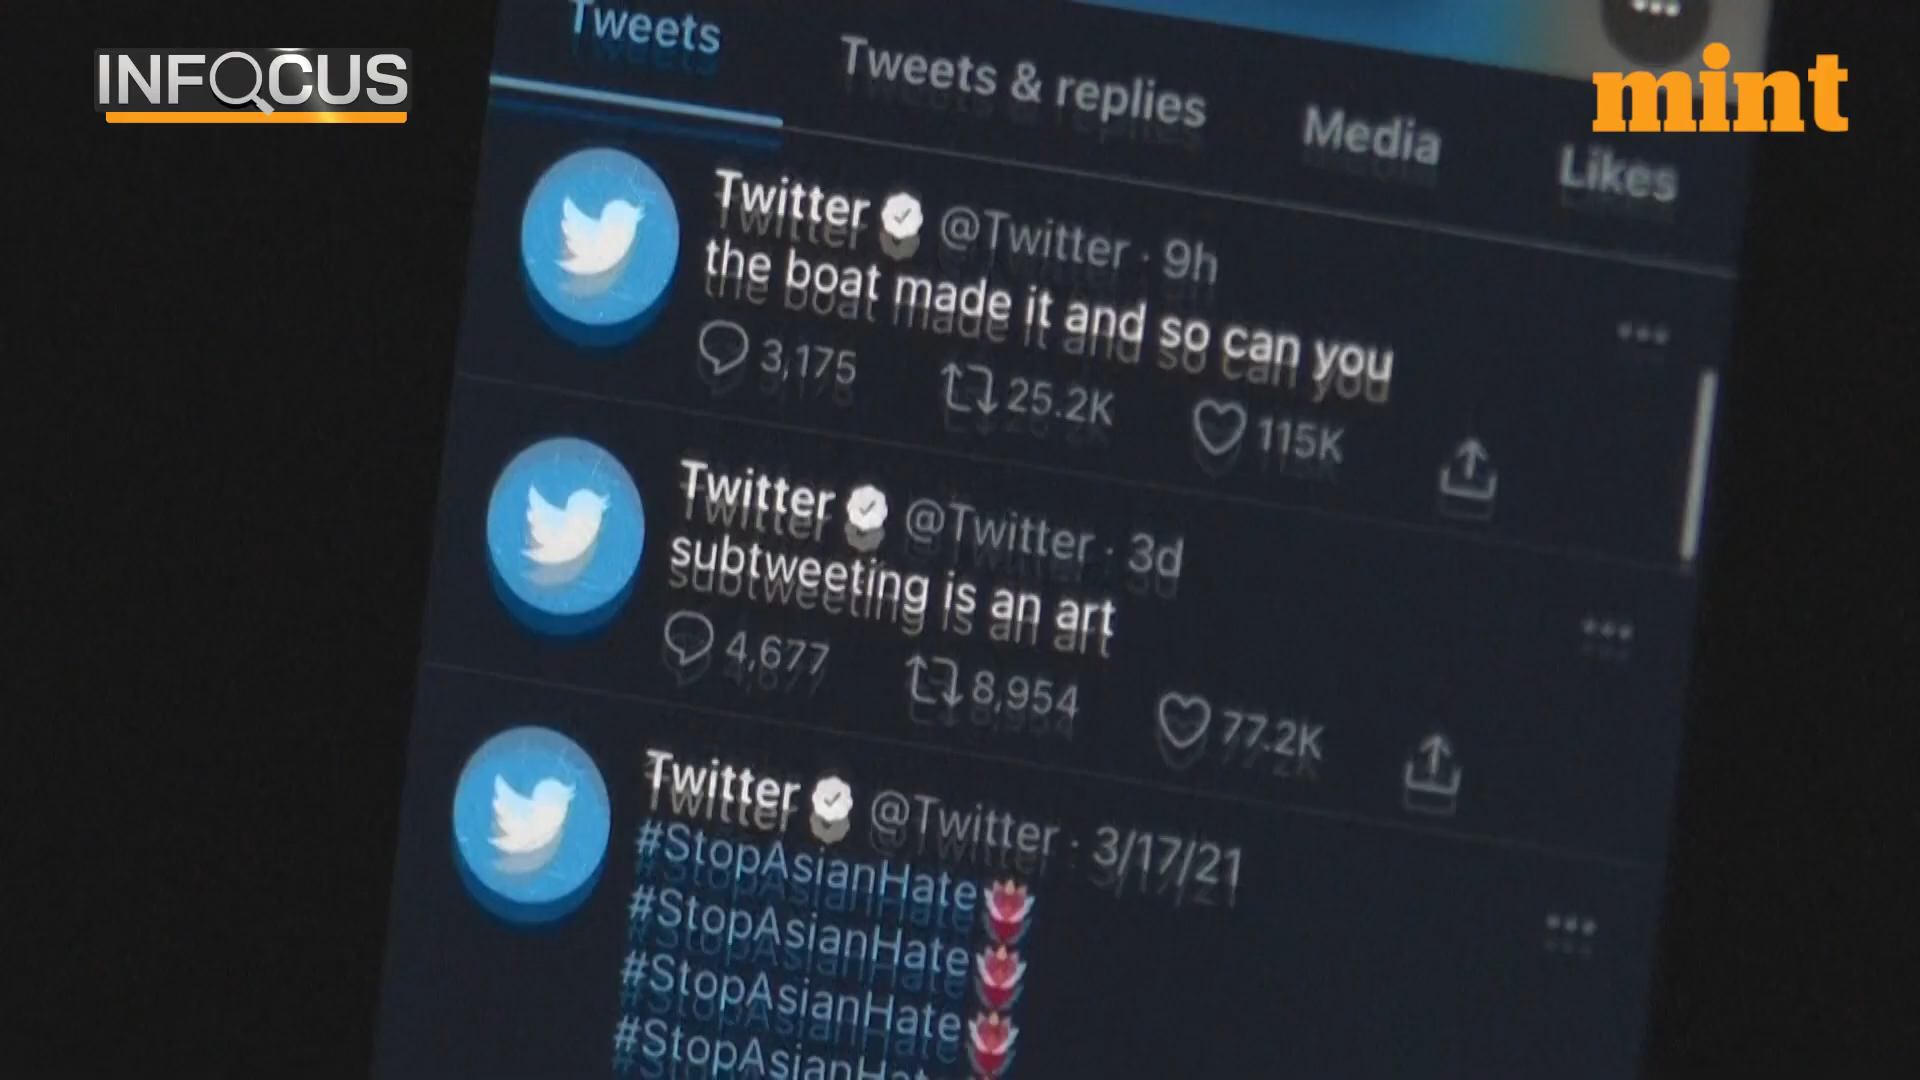 INFOCUS
mint
Tweets
Tweets & replies
Media
Likes
Twitter @Twitter · 9h
the boat made it and so can you
3,175
25.2K
115K
Twitter @Twitter · 3d
subtweeting is an art
4,677
8,954
77.2K
Twitter @Twitter · 3/17/21
#StopAsianHate
#StopAsianHate
#StopAsianHate
#StopAsianHate